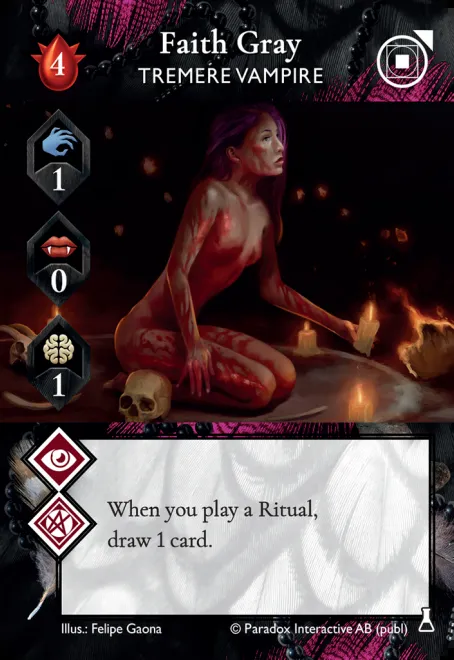 4
Faith Gray
TREMERE VAMPIRE
1
0
1
When you play a Ritual,
draw 1 card.
Illus.: Felipe Gaona
© Paradox Interactive AB (publ)